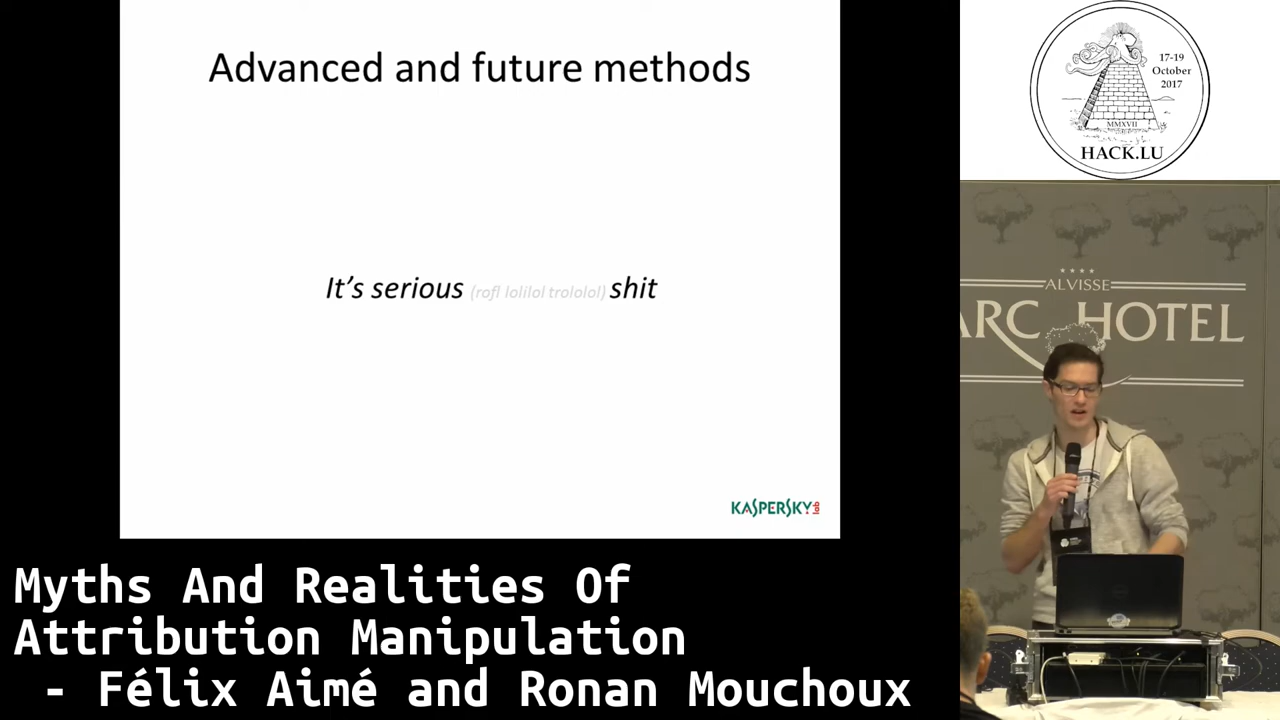 Advanced and future methods
It's serious (rofl lolilol trololol) shit
KASPERSKY lab
17-19
October
2017
MMXVII
HACK.LU
ALVISSE
ARC HOTEL
Myths And Realities Of
Attribution Manipulation
- Félix Aimé and Ronan Mouchoux